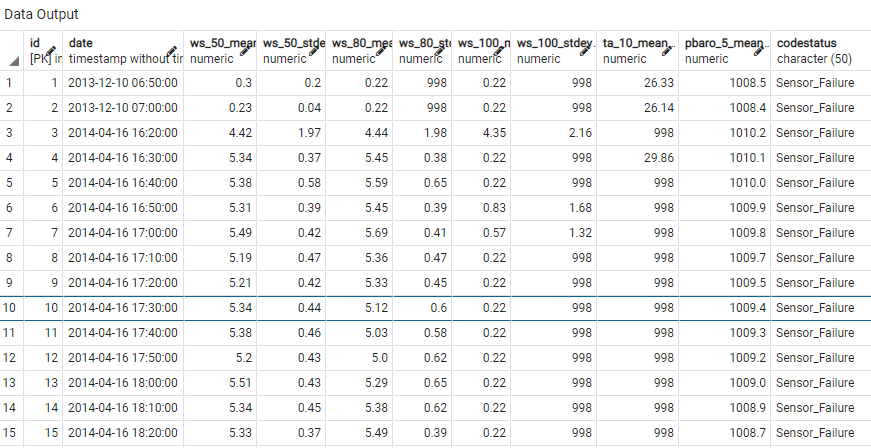 Data Output
id date ws_50_mean ws_50_stde ws_80_mea ws_80_std ws_100_m ws_100_stdev... ta_10_mean... pbaro_5_mean... codestatus
[PK] in timestamp without tim numeric numeric numeric numeric numeric numeric numeric numeric character (50)
1 1 2013-12-10 06:50:00 0.3 0.2 0.22 998 0.22 998 26.33 1008.5 Sensor_Failure
2 2 2013-12-10 07:00:00 0.23 0.04 0.22 998 0.22 998 26.14 1008.4 Sensor_Failure
3 3 2014-04-16 16:20:00 4.42 1.97 4.44 1.98 4.35 2.16 998 1010.2 Sensor_Failure
4 4 2014-04-16 16:30:00 5.34 0.37 5.45 0.38 0.22 998 29.86 1010.1 Sensor_Failure
5 5 2014-04-16 16:40:00 5.38 0.58 5.59 0.65 0.22 998 998 1010.0 Sensor_Failure
6 6 2014-04-16 16:50:00 5.31 0.39 5.45 0.39 0.83 1.68 998 1009.9 Sensor_Failure
7 7 2014-04-16 17:00:00 5.49 0.42 5.69 0.41 0.57 1.32 998 1009.8 Sensor_Failure
8 8 2014-04-16 17:10:00 5.19 0.47 5.36 0.47 0.22 998 998 1009.7 Sensor_Failure
9 9 2014-04-16 17:20:00 5.21 0.42 5.33 0.45 0.22 998 998 1009.5 Sensor_Failure
10 10 2014-04-16 17:30:00 5.34 0.44 5.12 0.6 0.22 998 998 1009.4 Sensor_Failure
11 11 2014-04-16 17:40:00 5.38 0.46 5.03 0.58 0.22 998 998 1009.3 Sensor_Failure
12 12 2014-04-16 17:50:00 5.2 0.43 5.0 0.62 0.22 998 998 1009.2 Sensor_Failure
13 13 2014-04-16 18:00:00 5.51 0.43 5.29 0.65 0.22 998 998 1009.0 Sensor_Failure
14 14 2014-04-16 18:10:00 5.34 0.45 5.38 0.62 0.22 998 998 1008.9 Sensor_Failure
15 15 2014-04-16 18:20:00 5.33 0.37 5.49 0.39 0.22 998 998 1008.7 Sensor_Failure